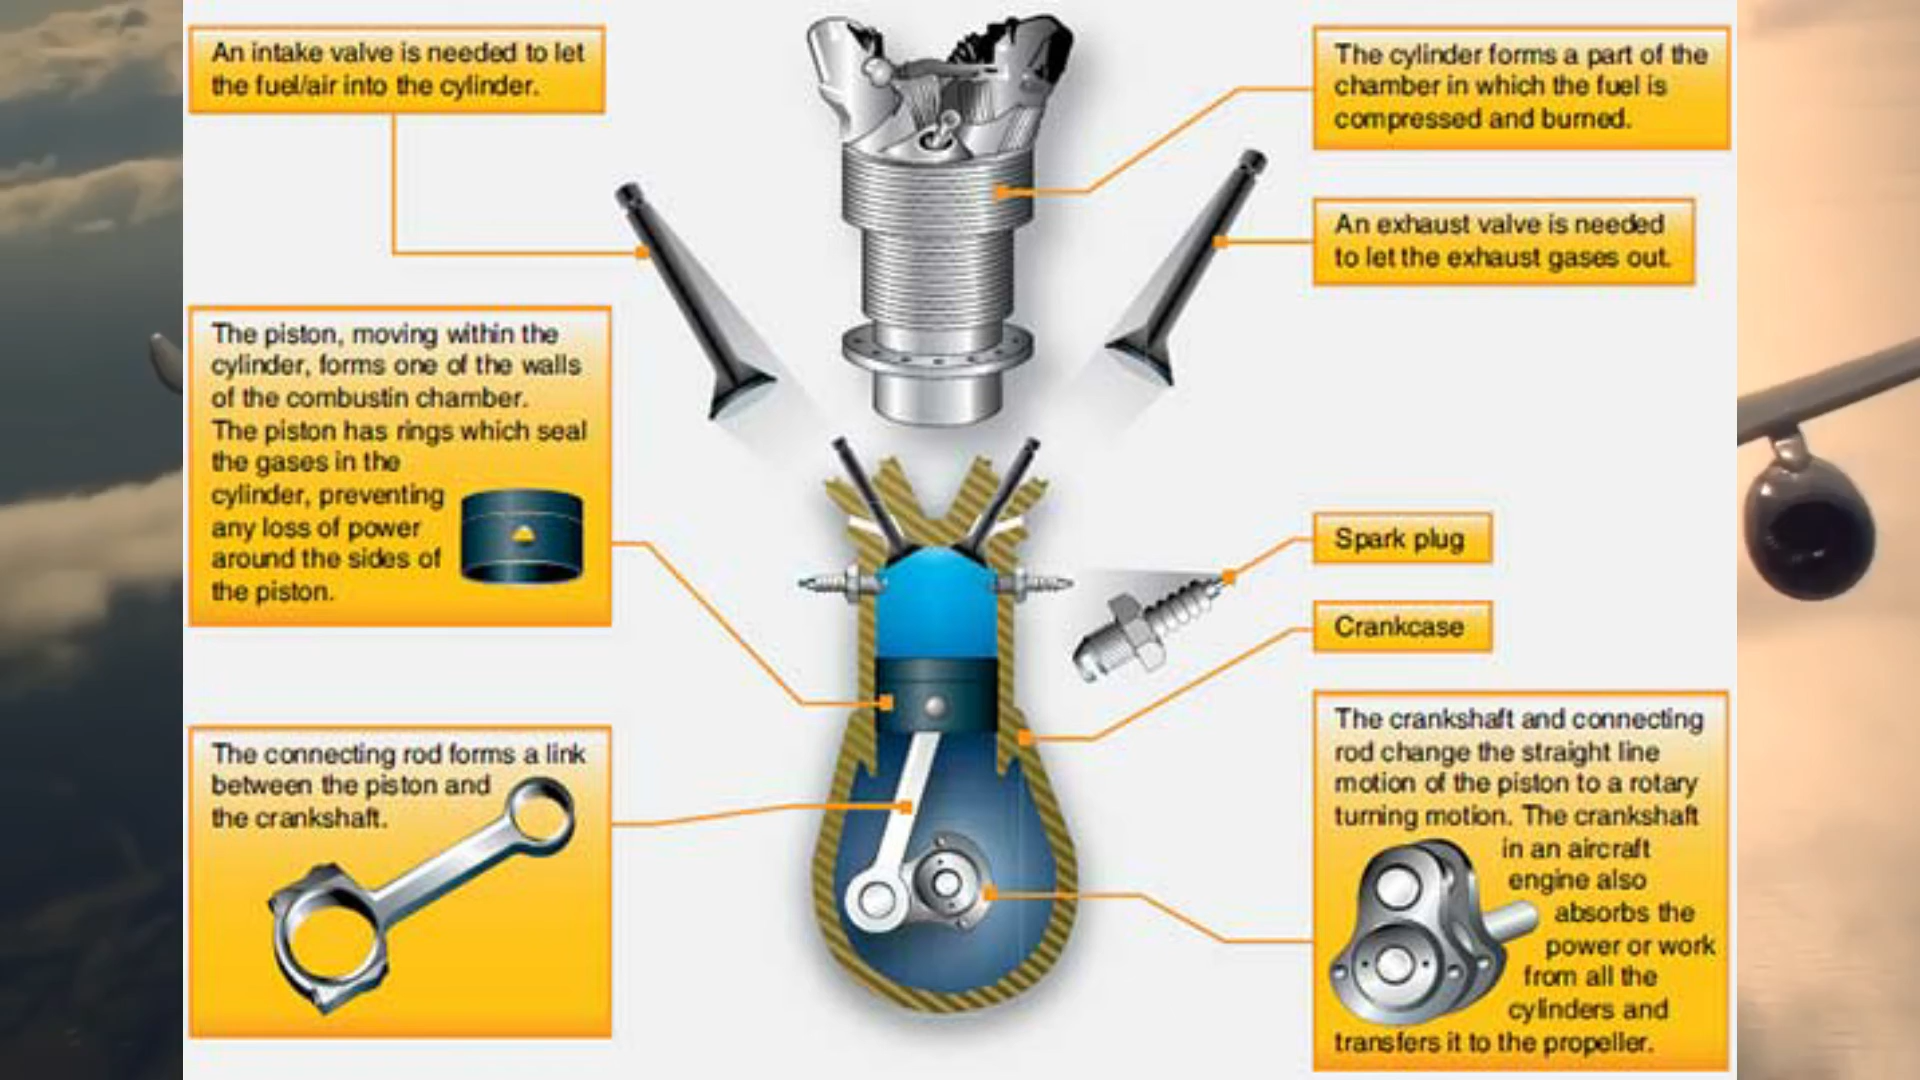 An intake valve is needed to let
the fuel/air into the cylinder.
The cylinder forms a part of the
chamber in which the fuel is
compressed and burned.
An exhaust valve is needed
to let the exhaust gases out.
The piston, moving within the
cylinder, forms one of the walls
of the combustin chamber.
The piston has rings which seal
the gases in the
cylinder, preventing
any loss of power
around the sides of
the piston.
Spark plug
Crankcase
The connecting rod forms a link
between the piston and
the crankshaft.
The crankshaft and connecting
rod change the straight line
motion of the piston to a rotary
turning motion. The crankshaft
in an aircraft
engine also
absorbs the
power or work
from all the
cylinders and
transfers it to the propeller.